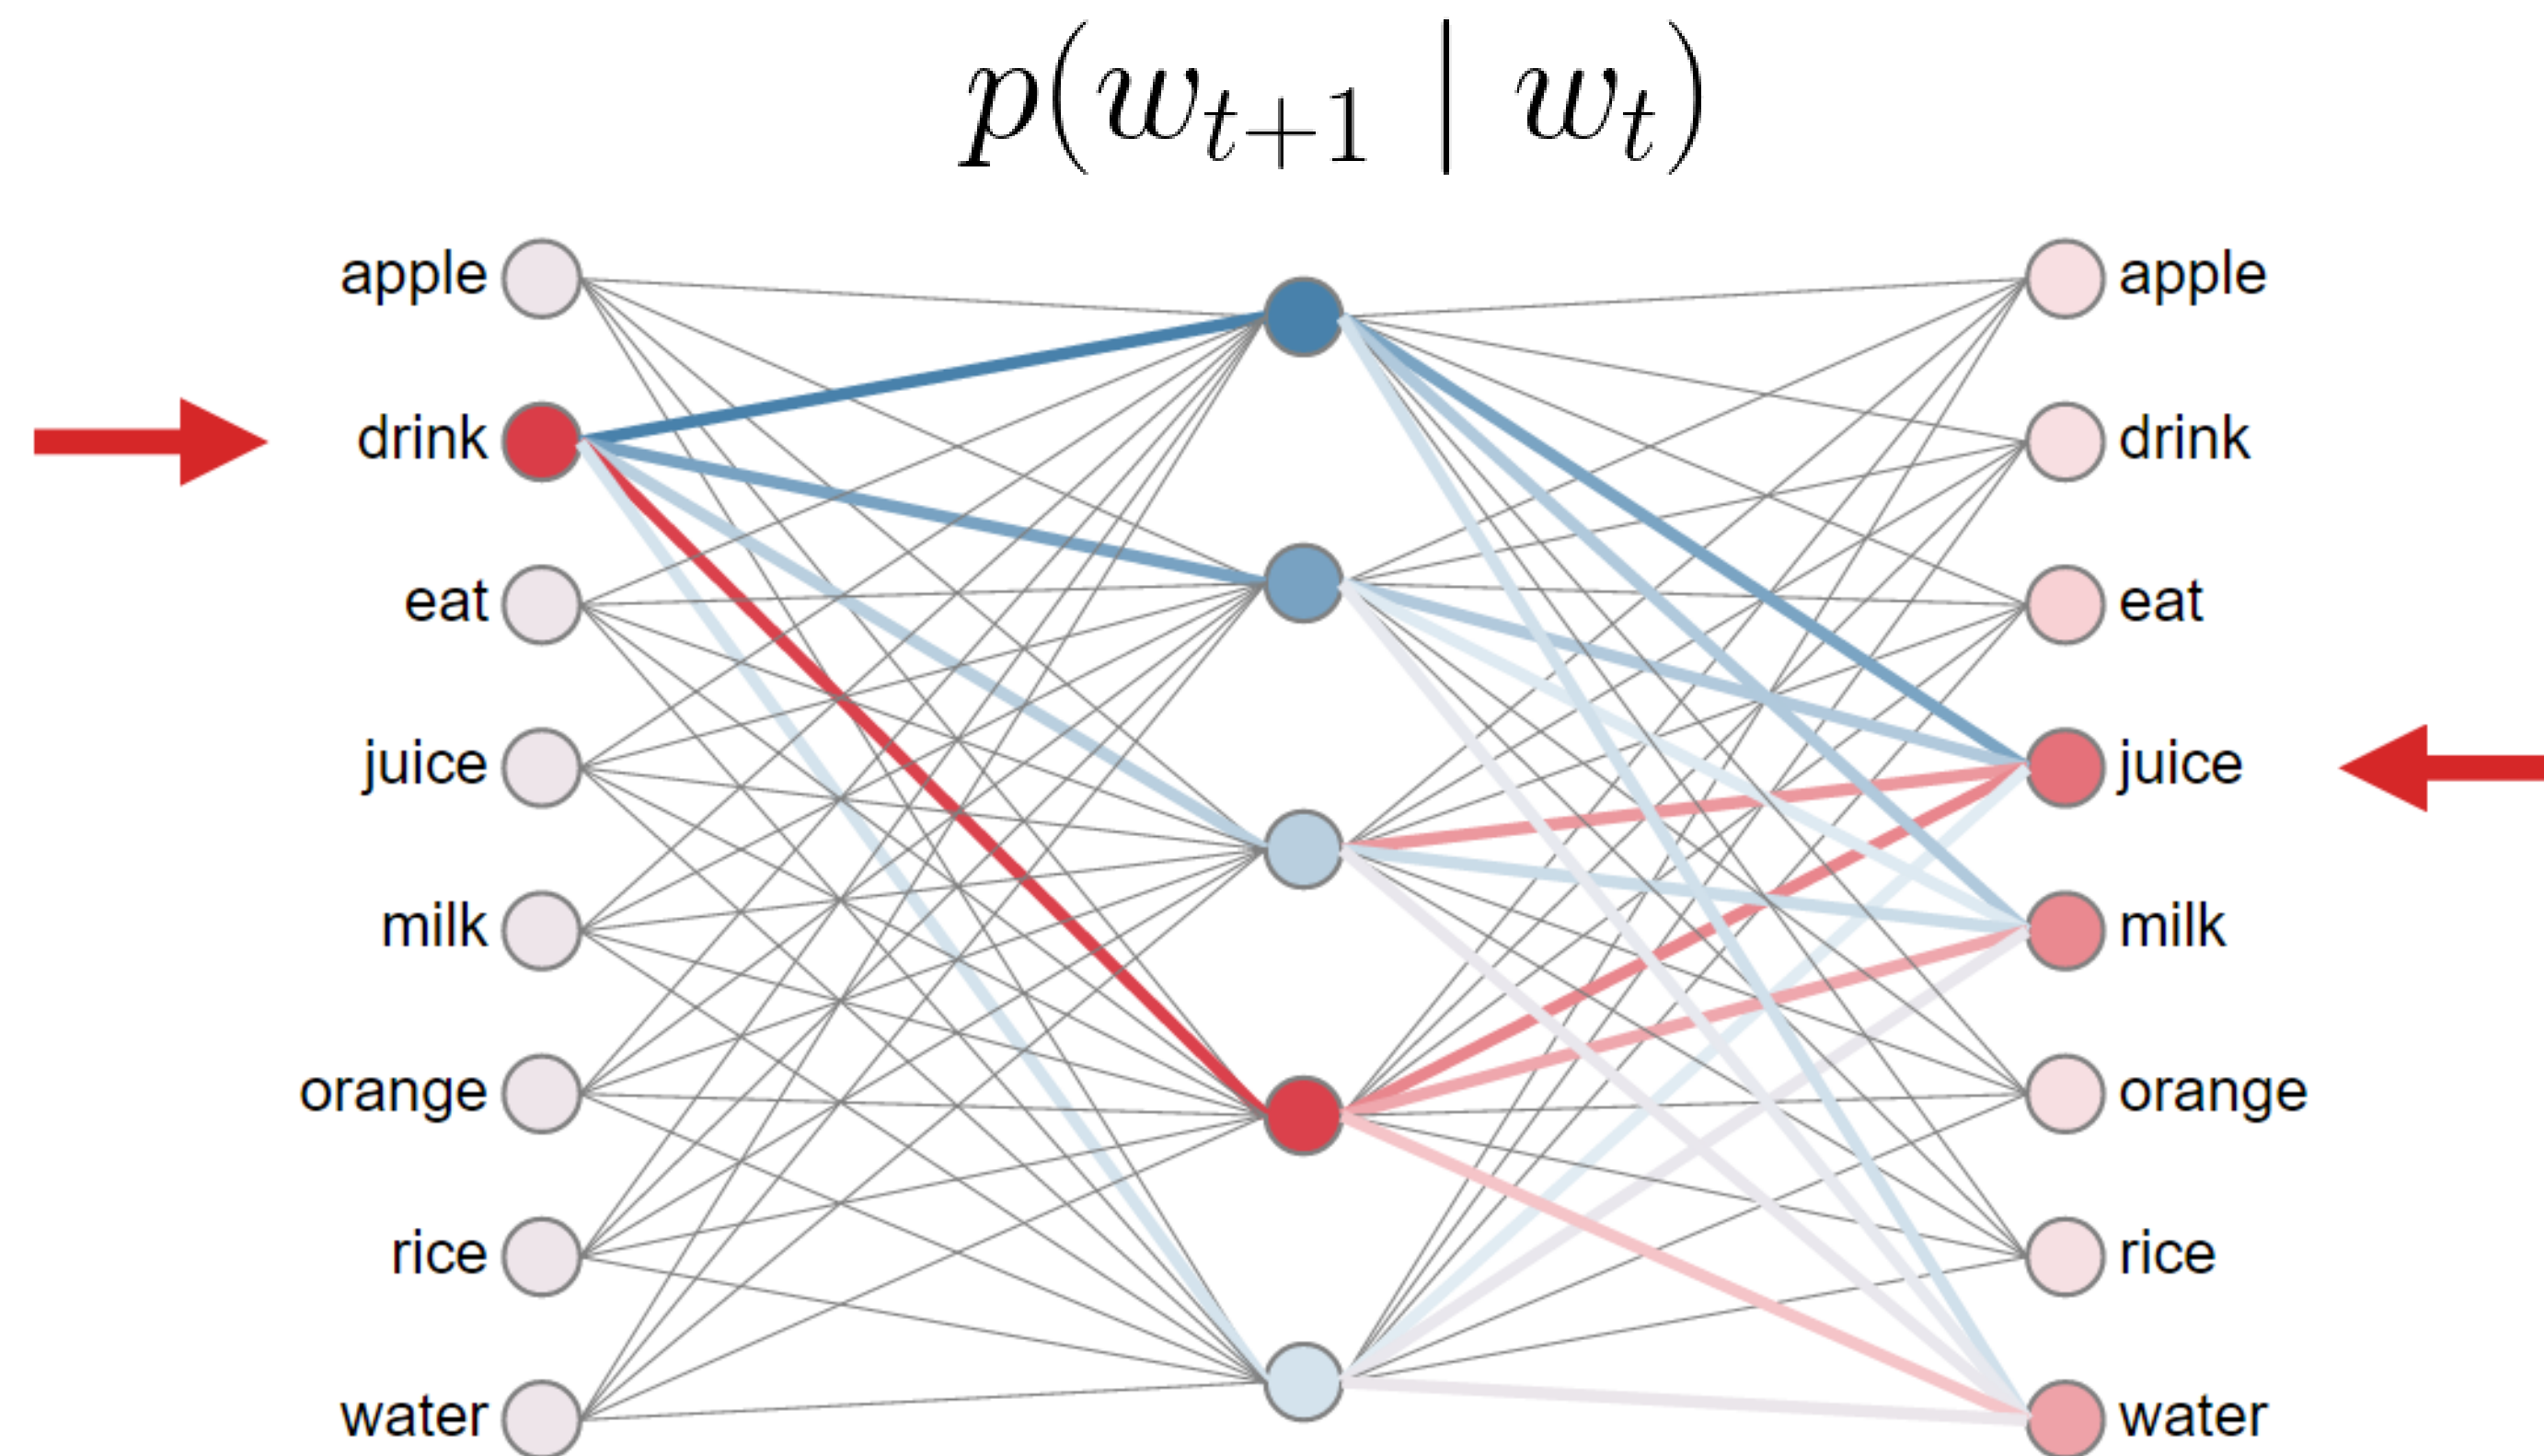 p(w_{t+1} | w_t)
apple apple
drink drink
eat eat
juice juice
milk milk
orange orange
rice rice
water water